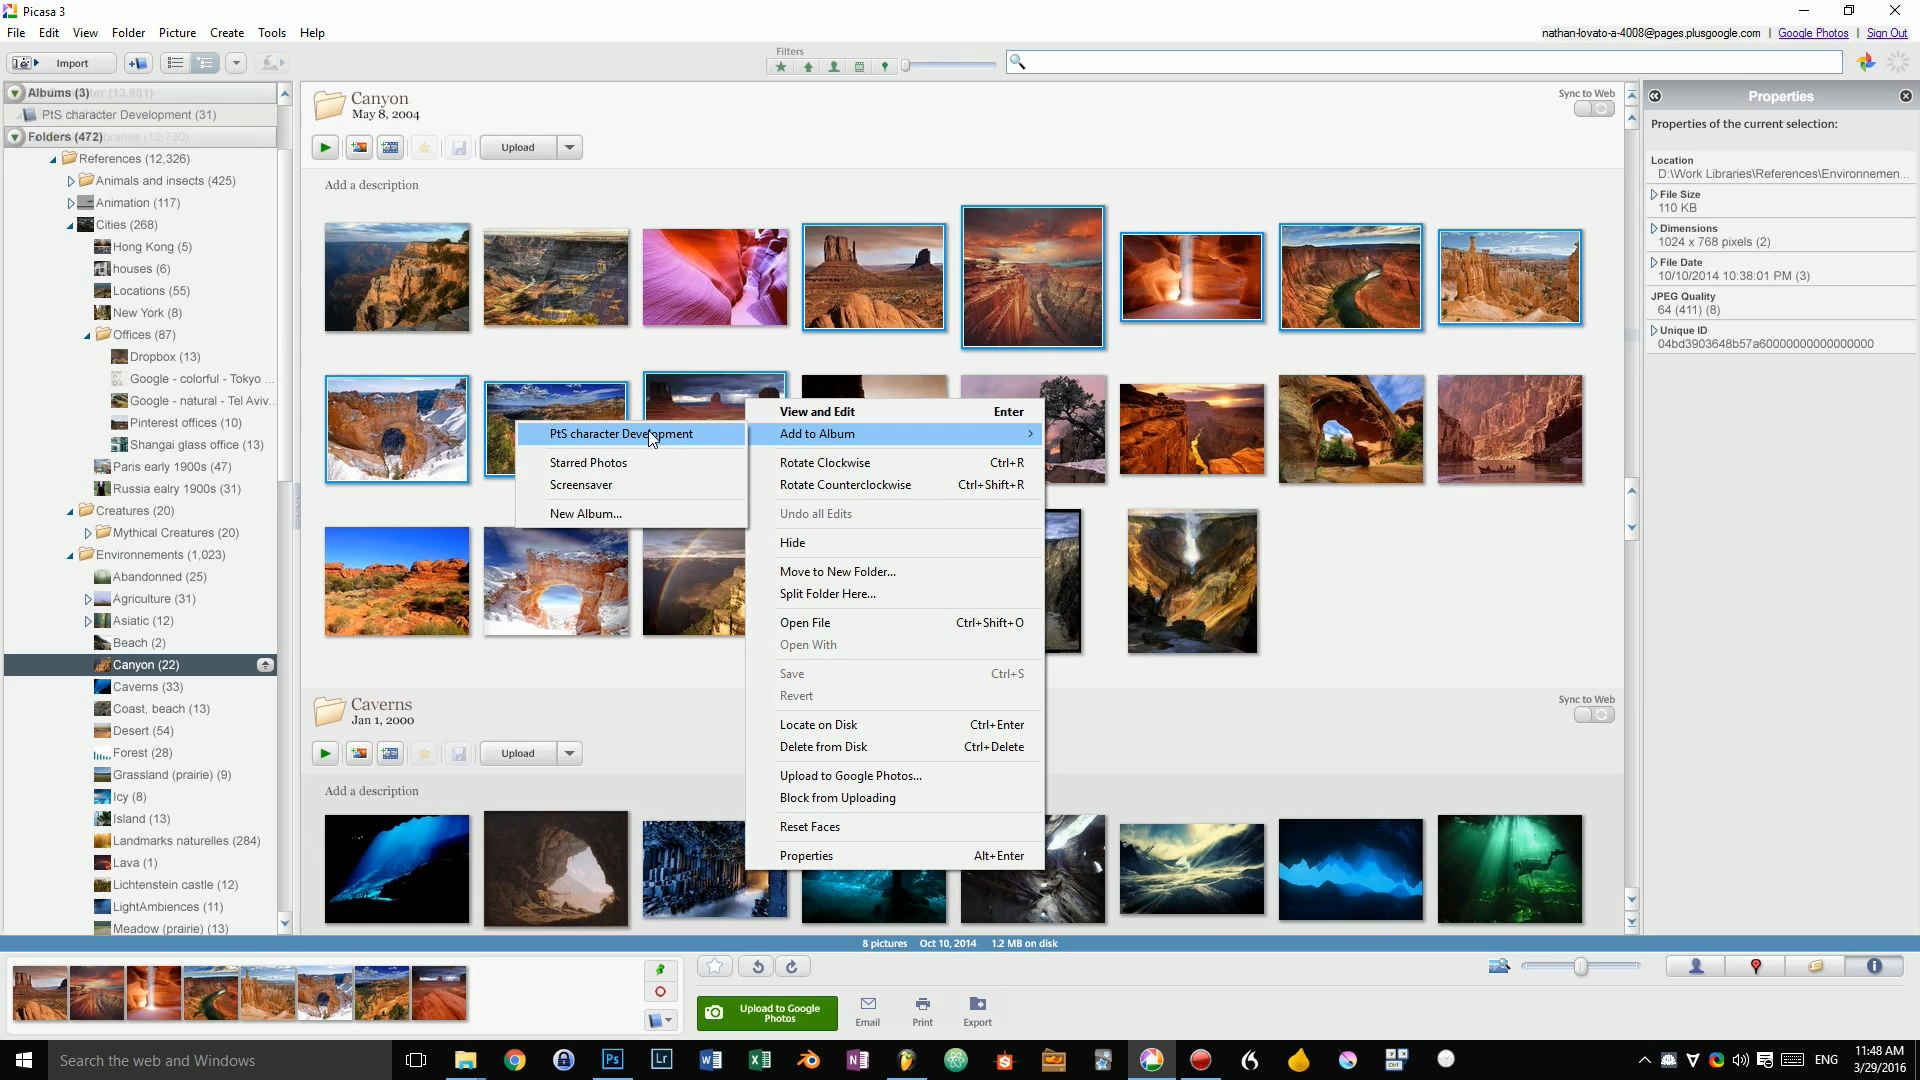 Picasa 3
File Edit View Folder Picture Create Tools Help
nathan-lovato-a-4008@pages.plusgoogle.com | Google Photos | Sign Out
Import
Filters
Albums (3)
PtS character Development (31)
Folders (472)
References (12,326)
Animals and insects (425)
Animation (117)
Cities (268)
Hong Kong (5)
houses (6)
Locations (55)
New York (8)
Offices (87)
Dropbox (13)
Google - colorful - Tokyo ...
Google - natural - Tel Aviv...
Pinterest offices (10)
Shangai glass office (13)
Paris early 1900s (47)
Russia ealry 1900s (31)
Creatures (20)
Mythical Creatures (20)
Environnements (1,023)
Abandonned (25)
Agriculture (31)
Asiatic (12)
Beach (2)
Canyon (22)
Caverns (33)
Coast, beach (13)
Desert (54)
Forest (28)
Grassland (prairie) (9)
Icy (8)
Island (13)
Landmarks naturelles (284)
Lava (1)
Lichtenstein castle (12)
LightAmbiences (11)
Meadow (prairie) (13)
Canyon
May 8, 2004
Sync to Web
Upload
Add a description
PtS character Development
Starred Photos
Screensaver
New Album...
View and Edit Enter
Add to Album
Rotate Clockwise Ctrl+R
Rotate Counterclockwise Ctrl+Shift+R
Undo all Edits
Hide
Move to New Folder...
Split Folder Here...
Open File Ctrl+Shift+O
Open With
Save Ctrl+S
Revert
Locate on Disk Ctrl+Enter
Delete from Disk Ctrl+Delete
Upload to Google Photos...
Block from Uploading
Reset Faces
Properties Alt+Enter
Caverns
Jan 1, 2000
Sync to Web
Upload
Add a description
Properties
Properties of the current selection:
Location
D:\Work Libraries\References\Environnemen...
File Size
110 KB
Dimensions
1024 x 768 pixels (2)
File Date
10/10/2014 10:38:01 PM (3)
JPEG Quality
64 (411) (8)
Unique ID
04bd3903648b57a60000000000000000
8 pictures Oct 10, 2014 1.2 MB on disk
Upload to Google
Photos
Email
Print
Export
Search the web and Windows
Ps
Lr
ENG
11:48 AM
3/29/2016